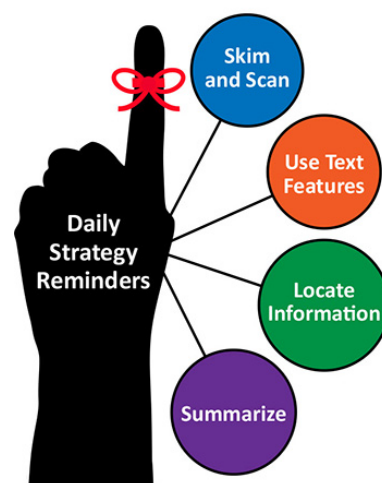 Skim
and Scan
Use Text
Features
Daily
Strategy
Reminders
Locate
Information
Summarize